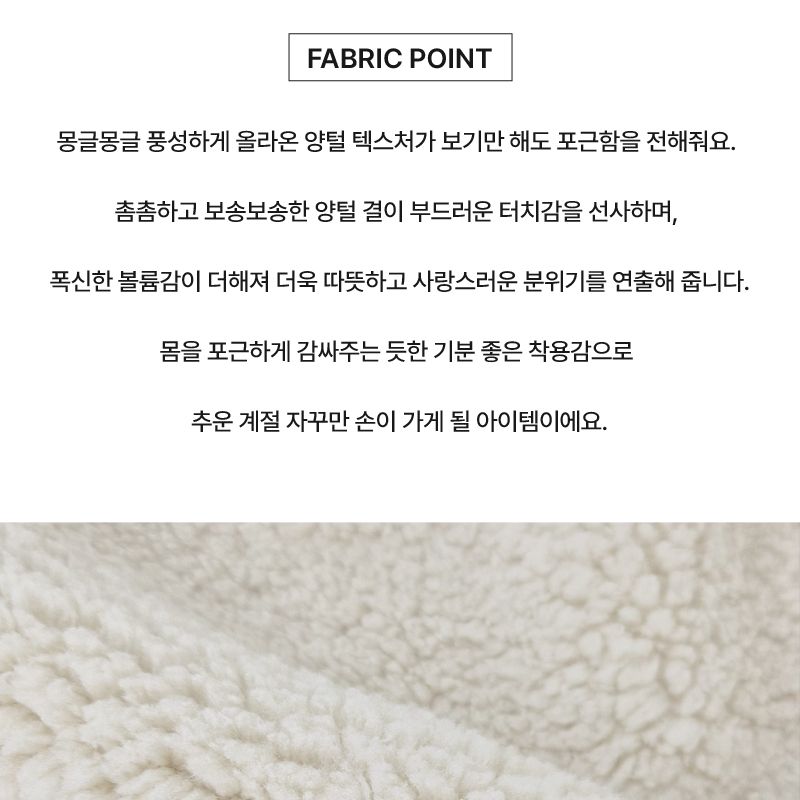 FABRIC POINT
몽글몽글 풍성하게 올라온 양털 텍스처가 보기만 해도 포근함을 전해줘요.
촘촘하고 보송보송한 양털 결이 부드러운 터치감을 선사하며,
폭신한 볼륨감이 더해져 더욱 따뜻하고 사랑스러운 분위기를 연출해 줍니다.
몸을 포근하게 감싸주는 듯한 기분 좋은 착용감으로
추운 계절 자꾸만 손이 가게 될 아이템이에요.